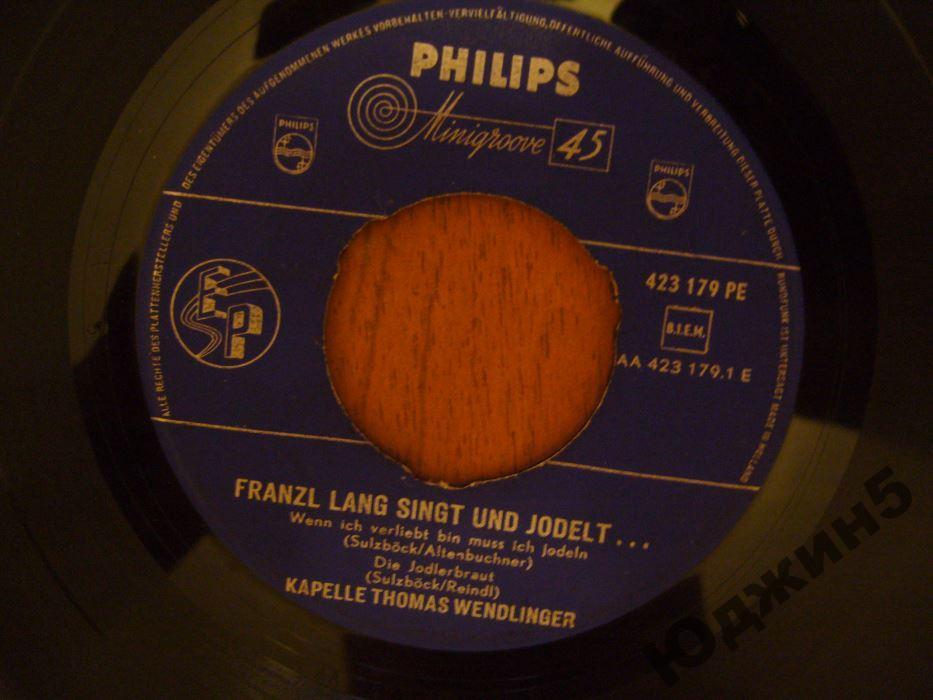 ALLE RECHTE DES PLATTENHERSTELLERS UND DES EIGENTÜMERS DES AUFGENOMMENEN WERKES VORBEHALTEN - VERVIELFÄLTIGUNG, ÖFFENTLICHE AUFFÜHRUNG UND VERBREITUNG DIESER PLATTE DURCH RUNDFUNK IST UNTERSAGT MADE IN HOLLAND
PHILIPS
Minigroove 45
PHILIPS
PHILIPS
EP
423 179 PE
B.I.E.M.
AA 423 179.1 E
FRANZL LANG SINGT UND JODELT...
Wenn ich verliebt bin muss ich jodeln
(Sulzböck/Altenbuchner)
Die Jodlerbraut
(Sulzböck/Reindl)
KAPELLE THOMAS WENDLINGER
Юджин5